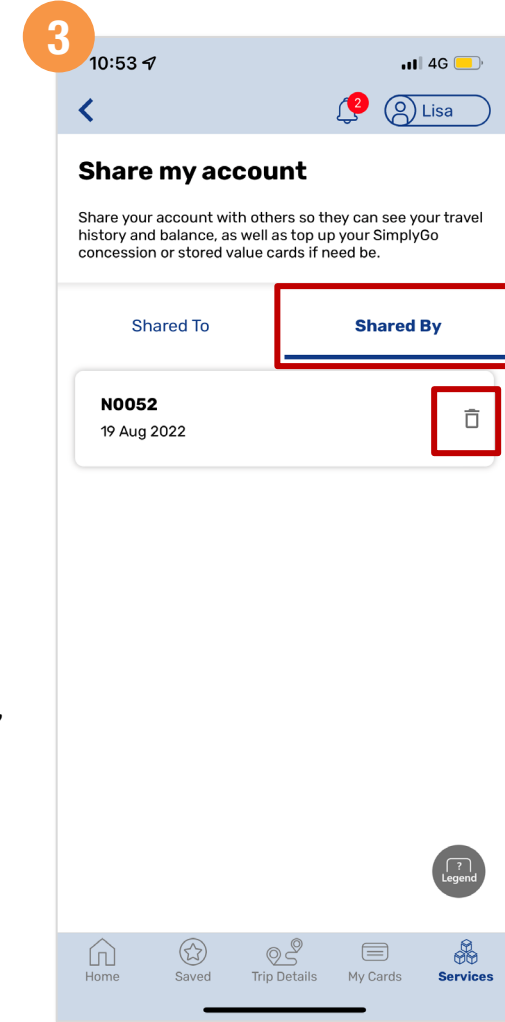 3
10:53 4G
2 Lisa
Share my account
Share your account with others so they can see your travel
history and balance, as well as top up your SimplyGo
concession or stored value cards if need be.
Shared To Shared By
N0052
19 Aug 2022
,
?
Legend
Home Saved Trip Details My Cards Services